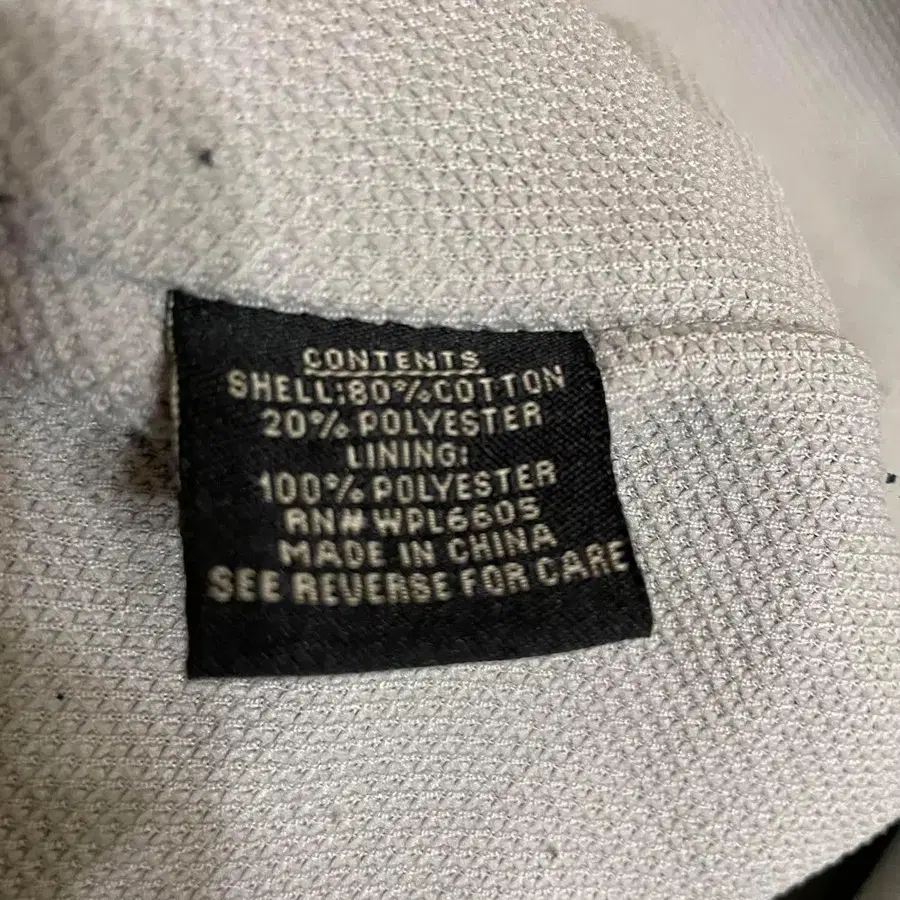 CONTENTS
SHELL:80%COTTON
20% POLYESTER
LINING:
100% POLYESTER
RN# WPL6605
MADE IN CHINA
SEE REVERSE FOR CARE